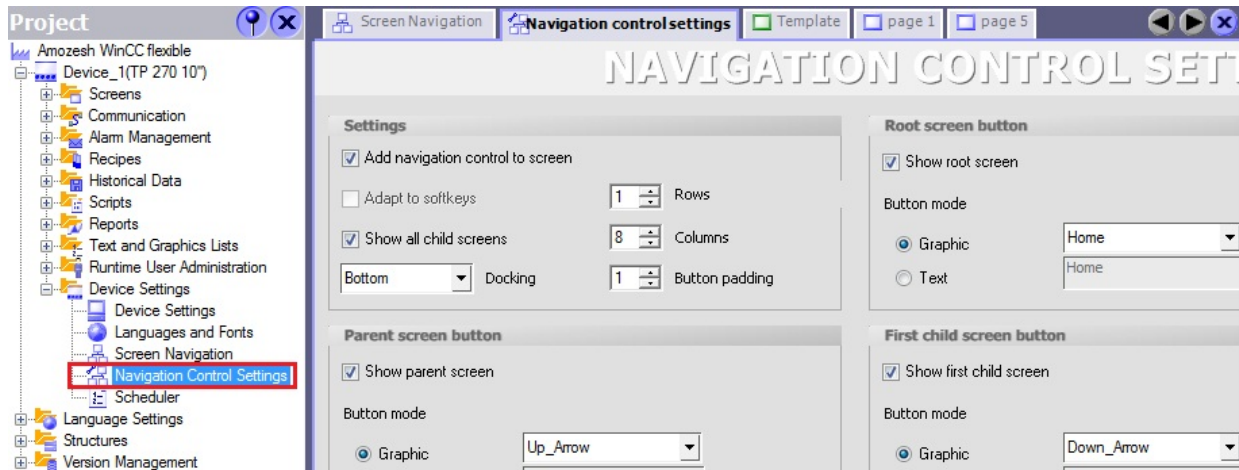 Project
Amozesh WinCC flexible
Device_1(TP 270 10")
Screens
Communication
Alarm Management
Recipes
Historical Data
Scripts
Reports
Text and Graphics Lists
Runtime User Administration
Device Settings
Device Settings
Languages and Fonts
Screen Navigation
Navigation Control Settings
Scheduler
Language Settings
Structures
Version Management
Screen Navigation
Navigation control settings
Template
page 1
page 5
NAVIGATION CONTROL SETT
Settings
Add navigation control to screen
Adapt to softkeys
1 Rows
Show all child screens
8 Columns
Bottom Docking
1 Button padding
Root screen button
Show root screen
Button mode
Graphic Home
Text Home
Parent screen button
Show parent screen
Button mode
Graphic Up_Arrow
First child screen button
Show first child screen
Button mode
Graphic Down_Arrow